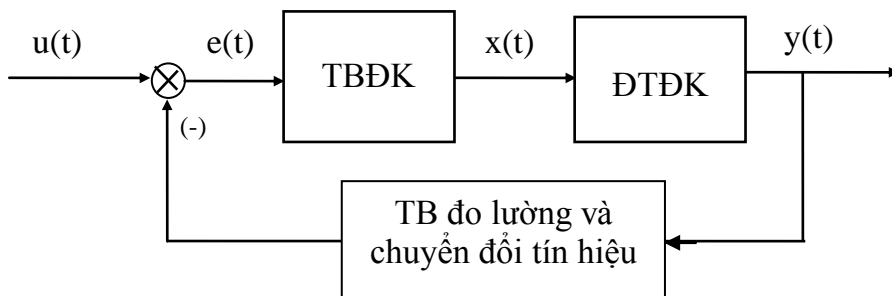 u(t)
e(t)
TBĐK
x(t)
ĐTĐK
y(t)
(-)
TB đo lường và
chuyển đổi tín hiệu